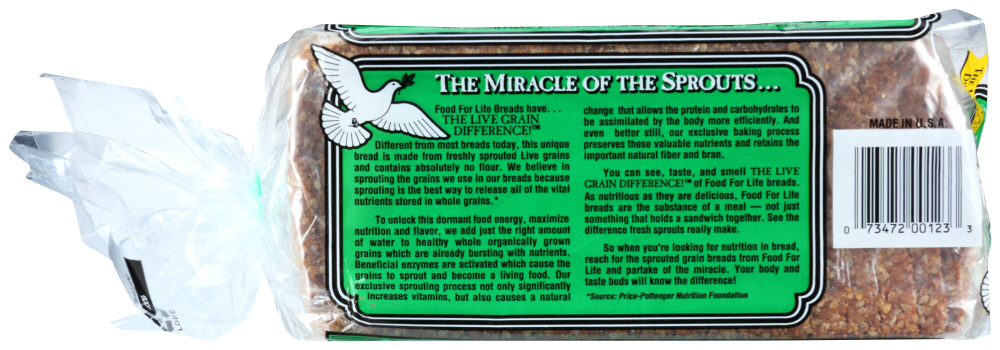 THE MIRACLE OF THE SPROUTS...
Food For Life Breads have. . .
THE LIVE GRAIN
DIFFERENCE!™
Different from most breads today, this unique
bread is made from freshly sprouted Live grains
and contains absolutely no flour. We believe in
sprouting the grains we use in our breads because
sprouting is the best way to release all of the vital
nutrients stored in whole grains.*
To unlock this dormant food energy, maximize
nutrition and flavor, we add just the right amount
of water to healthy whole organically grown
grains which are already bursting with nutrients.
Beneficial enzymes are activated which cause the
grains to sprout and become a living food. Our
exclusive sprouting process not only significantly
increases vitamins, but also causes a natural
change that allows the protein and carbohydrates to
be assimilated by the body more efficiently. And
even better still, our exclusive baking process
preserves these valuable nutrients and retains the
important natural fiber and bran.
You can see, taste, and smell THE LIVE
GRAIN DIFFERENCE!™ of Food For Life breads.
As nutritious as they are delicious, Food For Life
breads are the substance of a meal — not just
something that holds a sandwich together. See the
difference fresh sprouts really make.
So when you're looking for nutrition in bread,
reach for the sprouted grain breads from Food For
Life and partake of the miracle. Your body and
taste buds will know the difference!
*Source: Price-Pottenger Nutrition Foundation
MADE IN U.S.A.
0 73472 00123 3